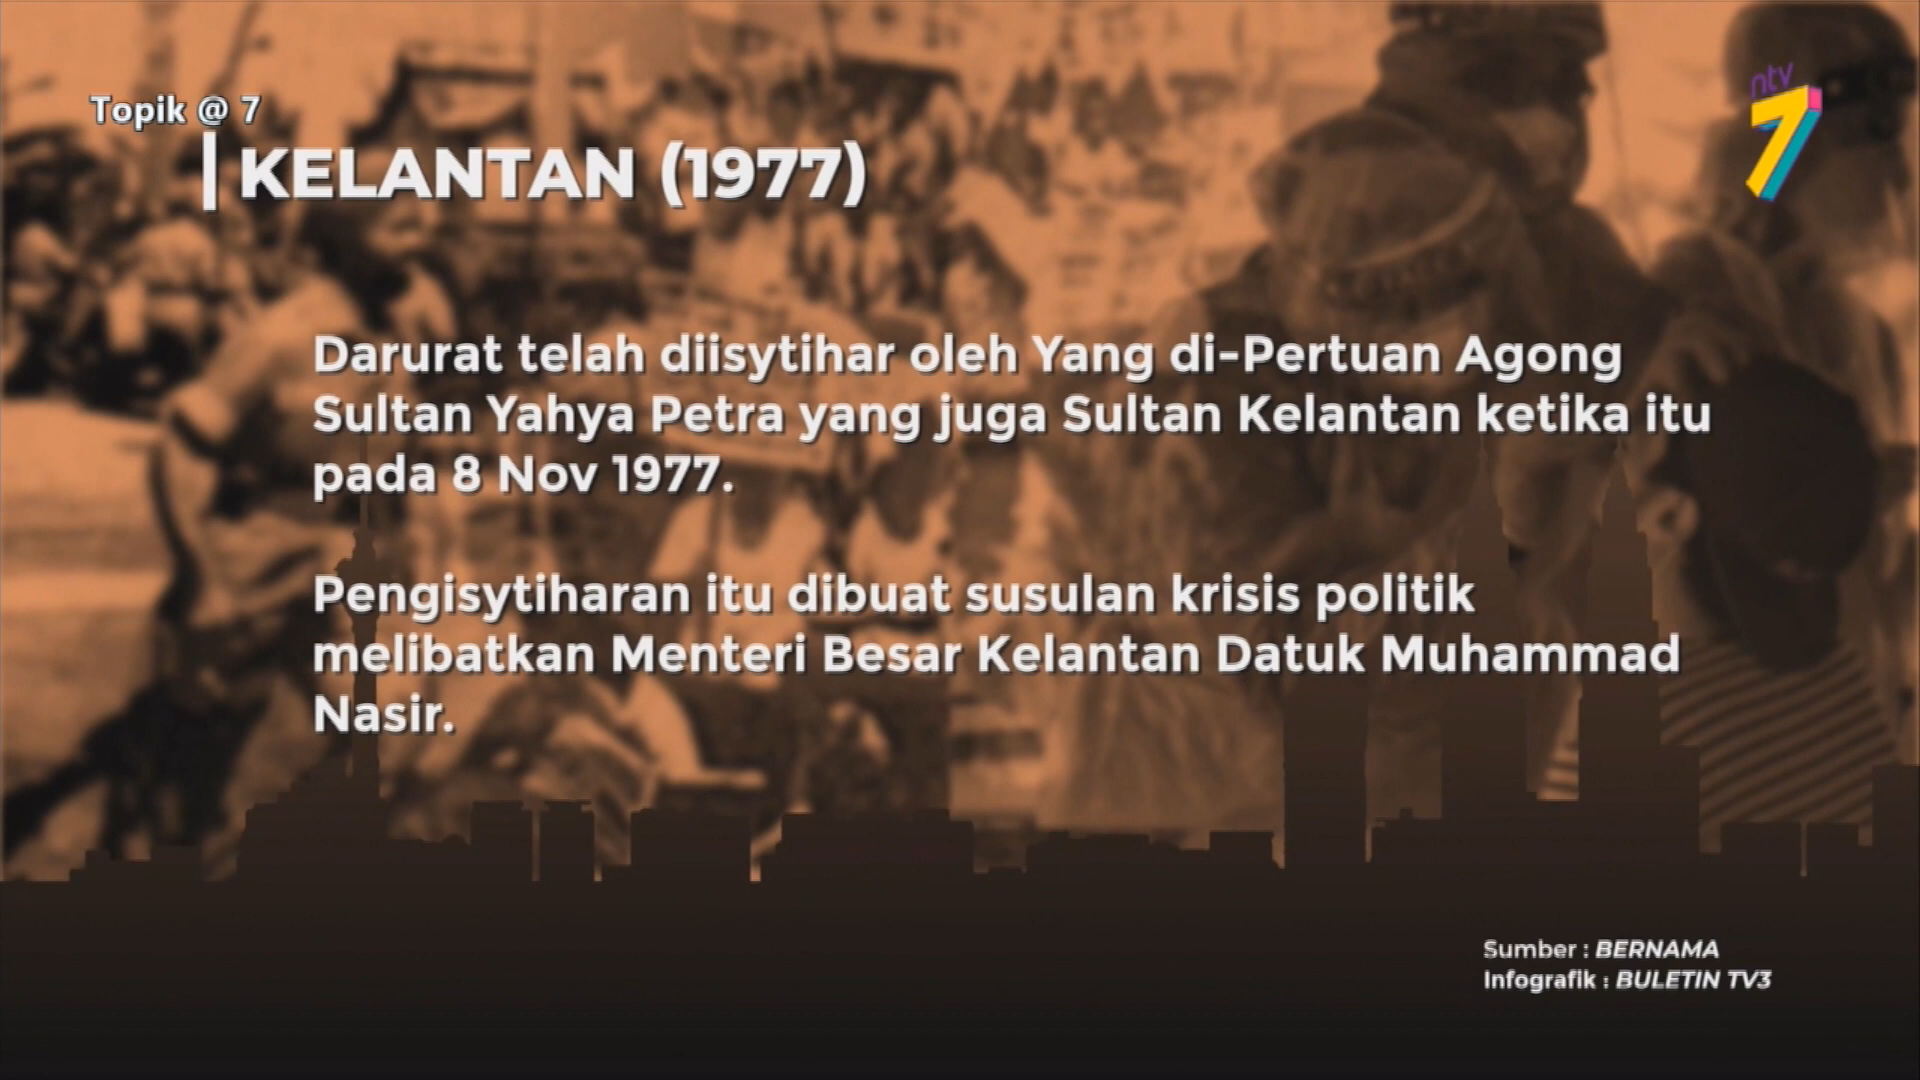 Topik @ 7
ntv
7
KELANTAN (1977)
Darurat telah diisytihar oleh Yang di-Pertuan Agong
Sultan Yahya Petra yang juga Sultan Kelantan ketika itu
pada 8 Nov 1977.
Pengisytiharan itu dibuat susulan krisis politik
melibatkan Menteri Besar Kelantan Datuk Muhammad
Nasir.
Sumber : BERNAMA
Infografik : BULETIN TV3